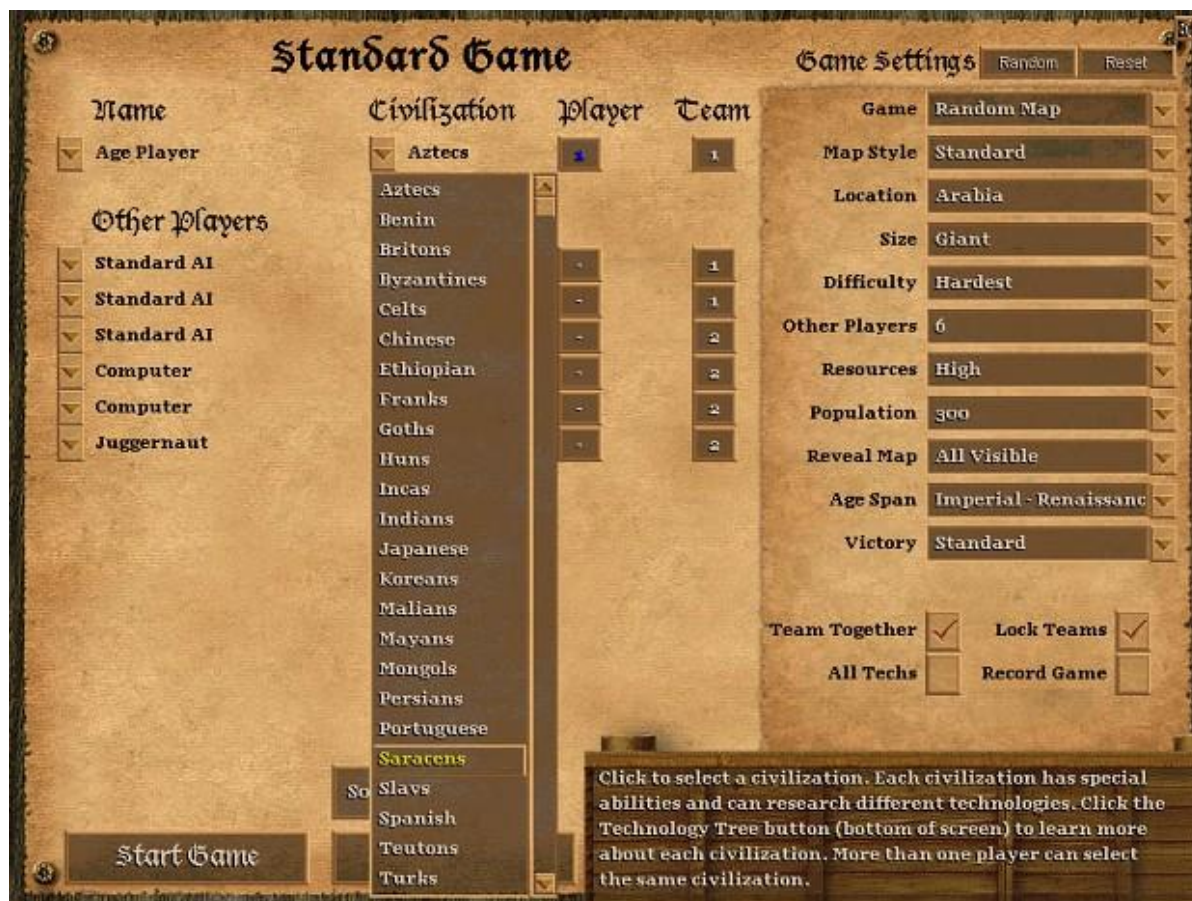 Standard Game
Game Settings Random Reset
Name Civilization Player Team
Game Random Map
Age Player Aztecs 1 1
Map Style Standard
Location Arabia
Other Players
Size Giant
Standard AI - 1
Difficulty Hardest
Standard AI - 1
Other Players 6
Standard AI - 2
Resources High
Computer - 2
Population 300
Computer - 2
Reveal Map All Visible
Juggernaut - 2
Age Span Imperial - Renaissanc
Victory Standard
Aztecs
Benin
Britons
Byzantines
Celts
Chinese
Ethiopian
Franks
Goths
Huns
Incas
Indians
Japanese
Koreans
Malians
Mayans
Mongols
Persians
Portuguese
Saracens
Slavs
Spanish
Teutons
Turks
Team Together Lock Teams
All Techs Record Game
So
Start Game
Click to select a civilization. Each civilization has special
abilities and can research different technologies. Click the
Technology Tree button (bottom of screen) to learn more
about each civilization. More than one player can select
the same civilization.